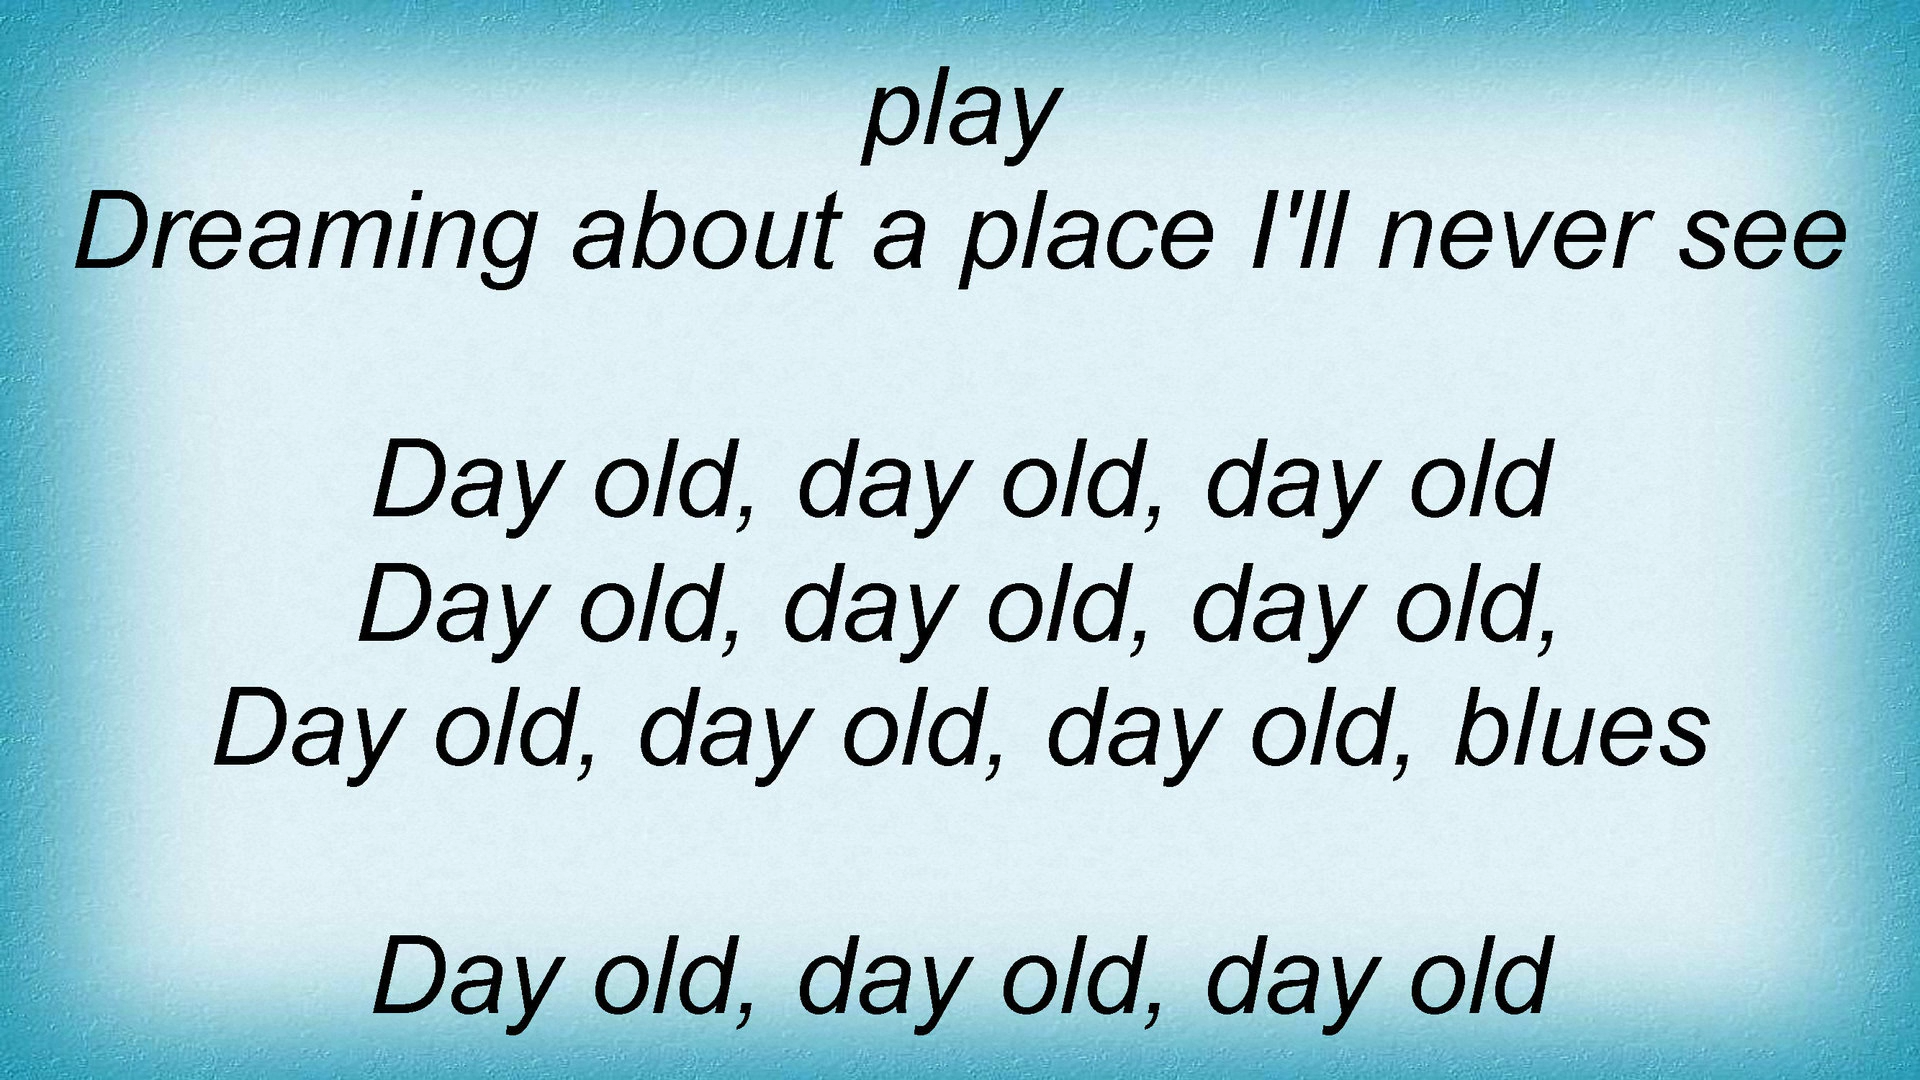 play
Dreaming about a place I'll never see
Day old, day old, day old
Day old, day old, day old,
Day old, day old, day old, blues
Day old, day old, day old